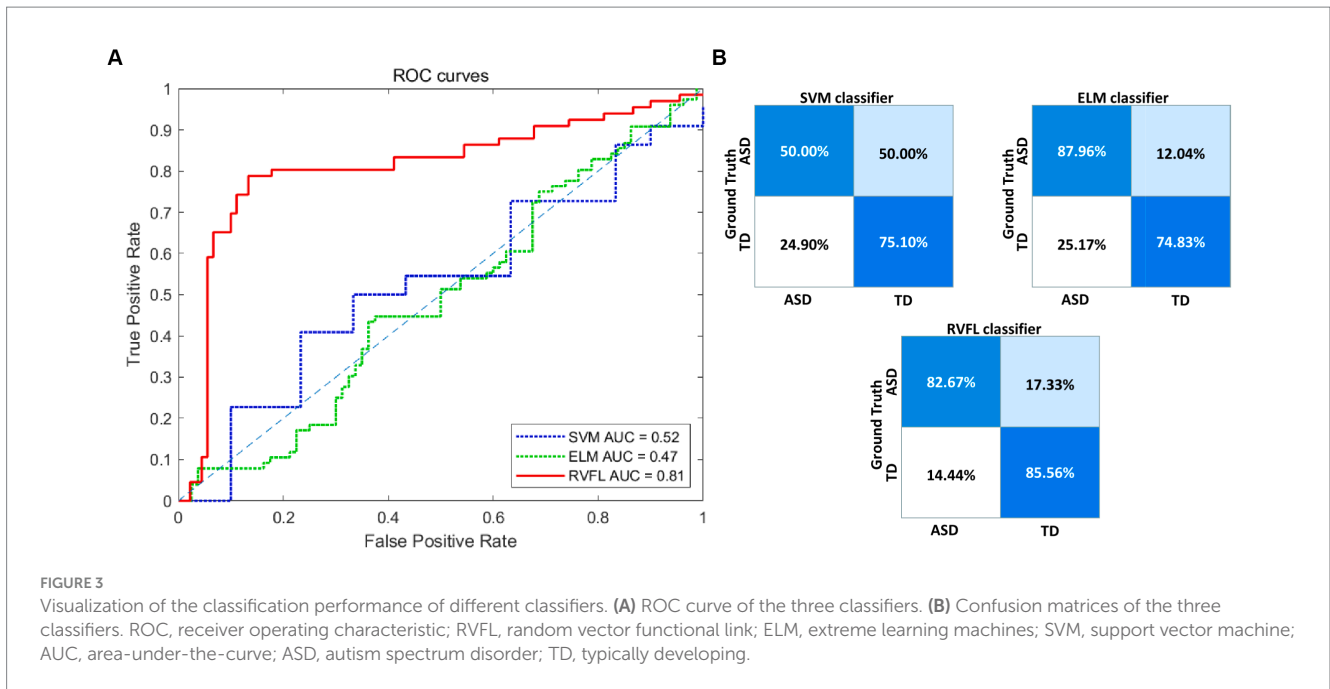 A
ROC curves
1
0.9
0.8
0.7
0.6
0.5
0.4
0.3
0.2
0.1
0
True Positive Rate
0
0.2
0.4
0.6
0.8
1
False Positive Rate
SVM AUC = 0.52
ELM AUC = 0.47
RVFL AUC = 0.81
B
SVM classifier
Ground Truth
ASD
50.00%
50.00%
TD
24.90%
75.10%
ASD
TD
ELM classifier
Ground Truth
ASD
87.96%
12.04%
TD
25.17%
74.83%
ASD
TD
RVFL classifier
Ground Truth
ASD
82.67%
17.33%
TD
14.44%
85.56%
ASD
TD
FIGURE 3
Visualization of the classification performance of different classifiers. (A) ROC curve of the three classifiers. (B) Confusion matrices of the three
classifiers. ROC, receiver operating characteristic; RVFL, random vector functional link; ELM, extreme learning machines; SVM, support vector machine;
AUC, area-under-the-curve; ASD, autism spectrum disorder; TD, typically developing.